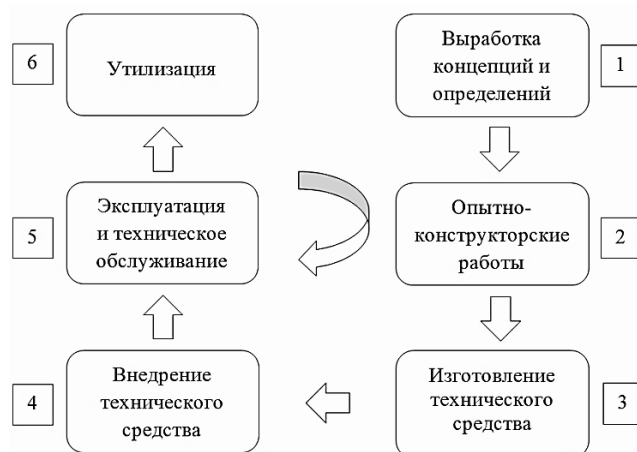 1
Выработка
концепций и
определений
2
Опытно-
конструкторские
работы
3
Изготовление
технического
средства
4
Внедрение
технического
средства
5
Эксплуатация
и техническое
обслуживание
6
Утилизация